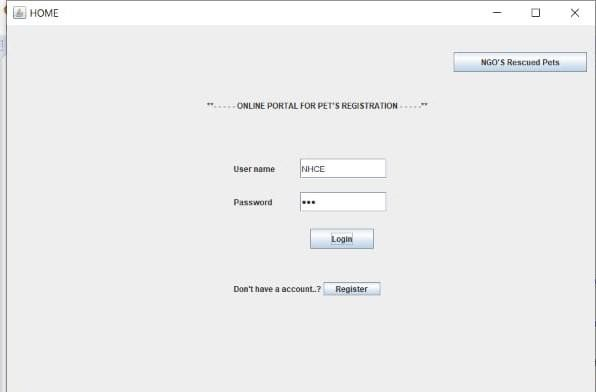 HOME
NGO'S Rescued Pets
**- - - - - ONLINE PORTAL FOR PET'S REGISTRATION - - - - -**
User name NHCE
Password •••
Login
Don't have a account..? Register